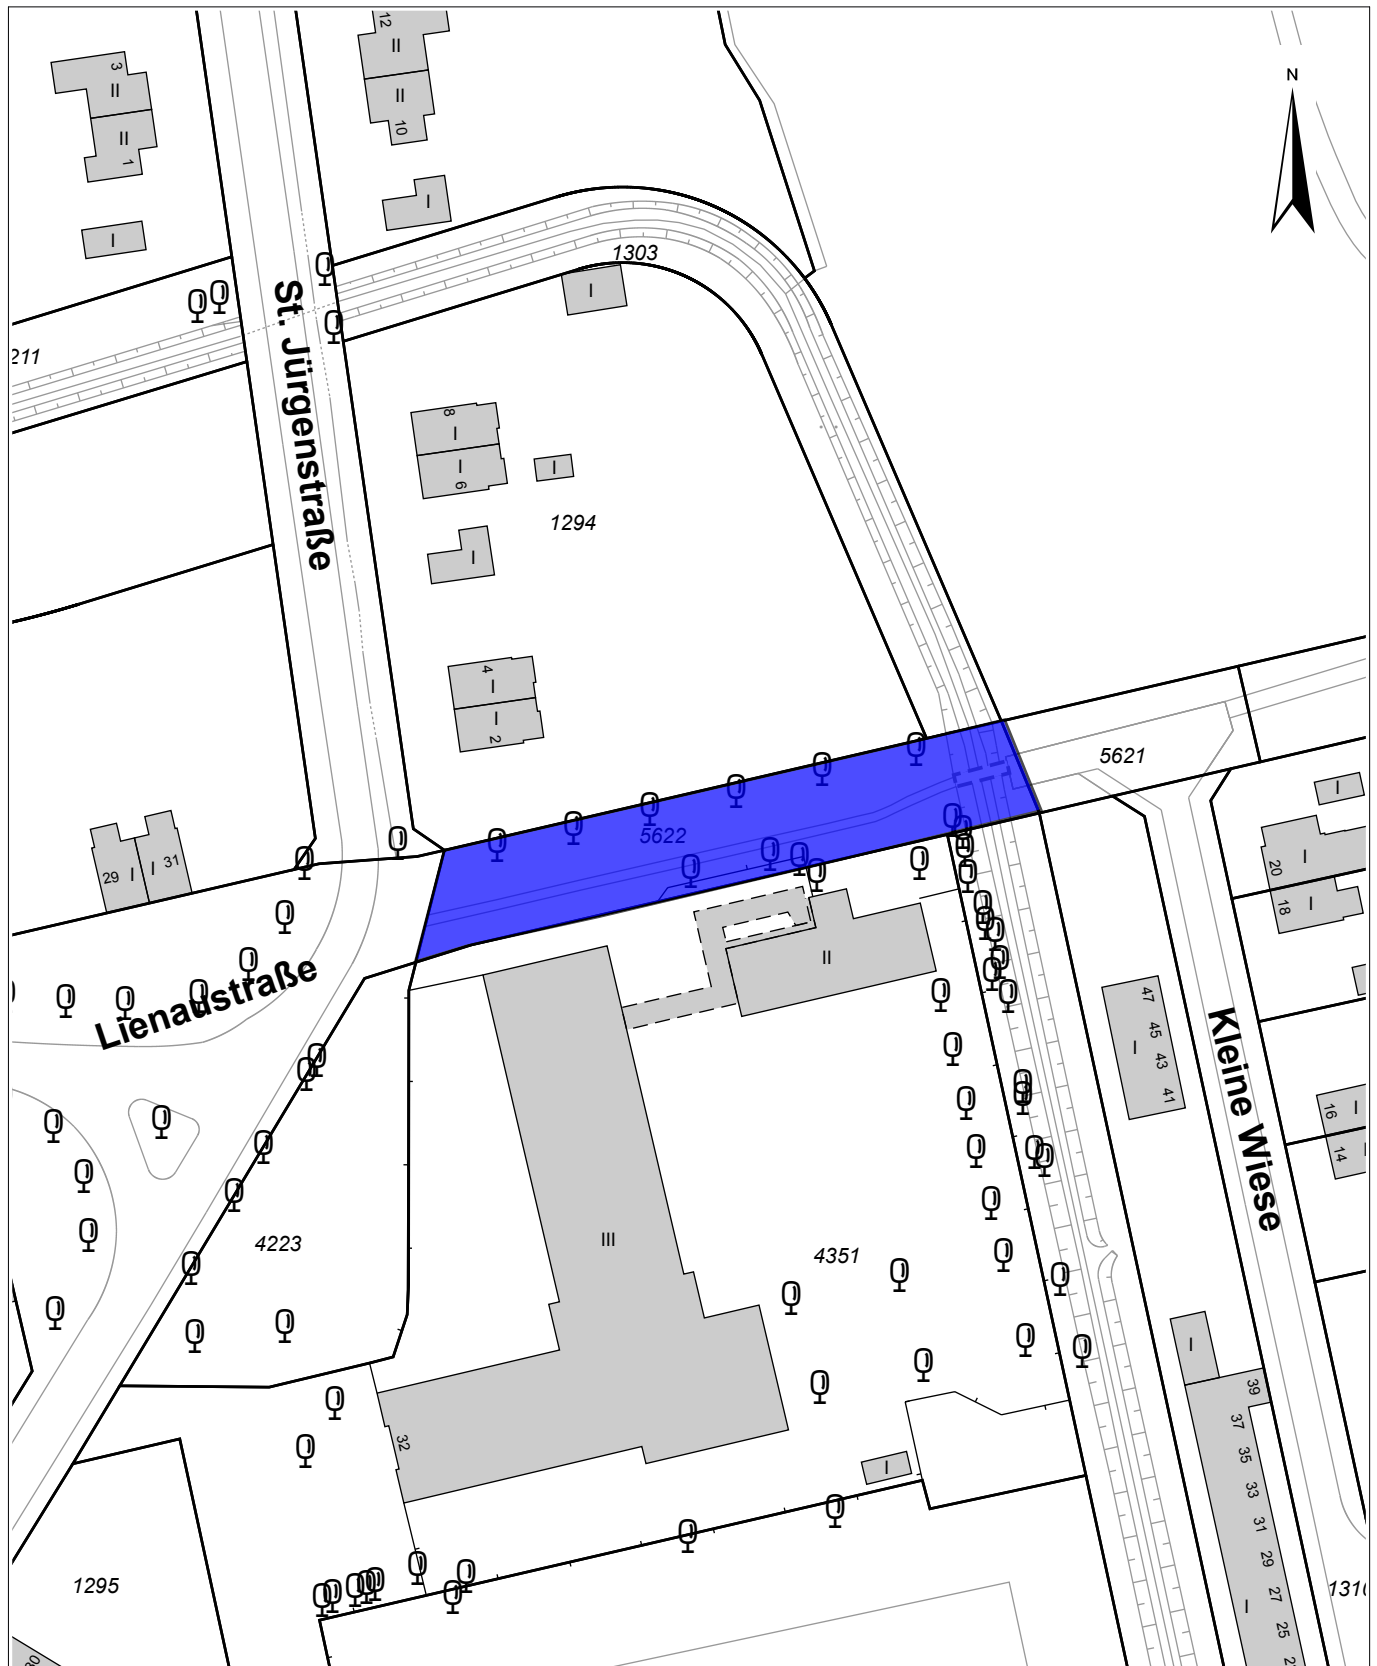 12
II
3
II
II
II
10
1
N
I
I
1303
I
211
St. Jürgenstraße
8
I
I
6
I
1294
I
4
I
I
2
5621
5622
I
29
I
I
31
20
I
18
I
II
Lienaustraße
47
45
I
43
41
Kleine Wiese
16
I
14
I
4223
III
4351
I
39
32
37
35
I
33
31
29
1295
27
I
25